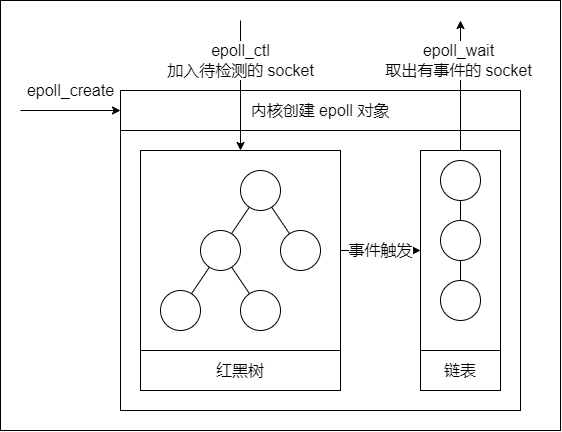 epoll_ctl
加入待检测的 socket
epoll_wait
取出有事件的 socket
epoll_create
内核创建 epoll 对象
事件触发
红黑树
链表